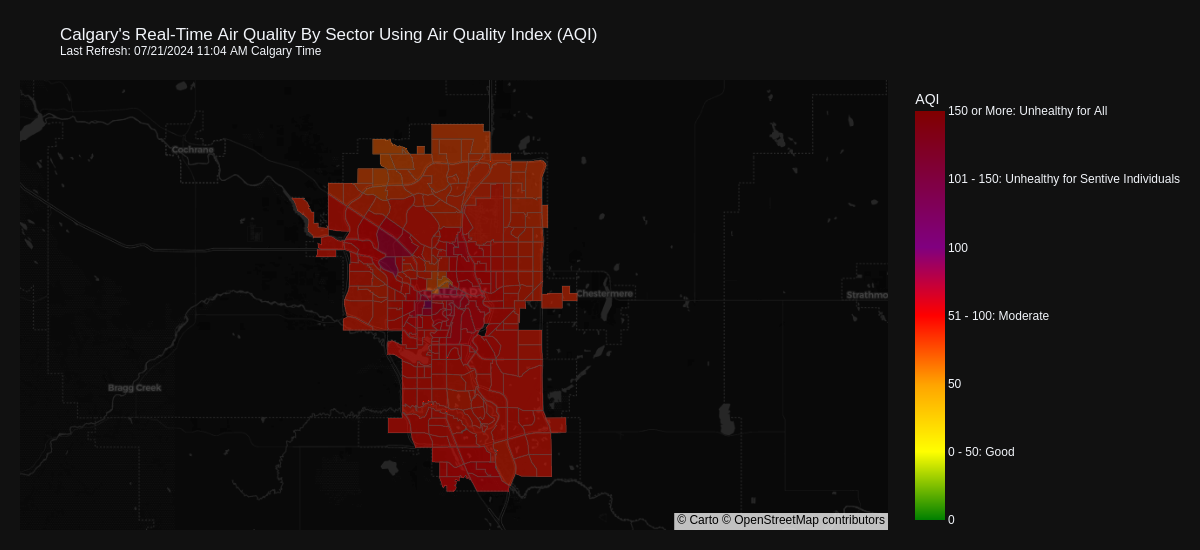 Calgary's Real-Time Air Quality By Sector Using Air Quality Index (AQI)
Last Refresh: 07/21/2024 11:04 AM Calgary Time
AQI
150 or More: Unhealthy for All
Cochrane
101 - 150: Unhealthy for Sentive Individuals
100
CALGARY
Chestermere
Strathmo
51 - 100: Moderate
50
Bragg Creek
0 - 50: Good
© Carto © OpenStreetMap contributors
0